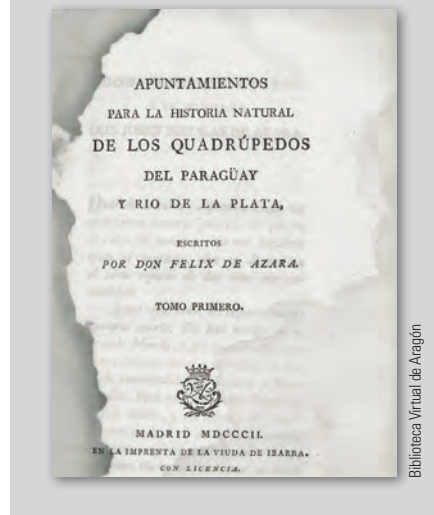 APUNTAMIENTOS
PARA LA HISTORIA NATURAL
DE LOS QUADRÚPEDOS
DEL PARAGÜAY
Y RIO DE LA PLATA,
ESCRITOS
POR DON FELIX DE AZARA.
TOMO PRIMERO.
MADRID MDCCCII.
EN LA IMPRENTA DE LA VIUDA DE IBARRA.
CON LICENCIA.
Biblioteca Virtual de Aragón